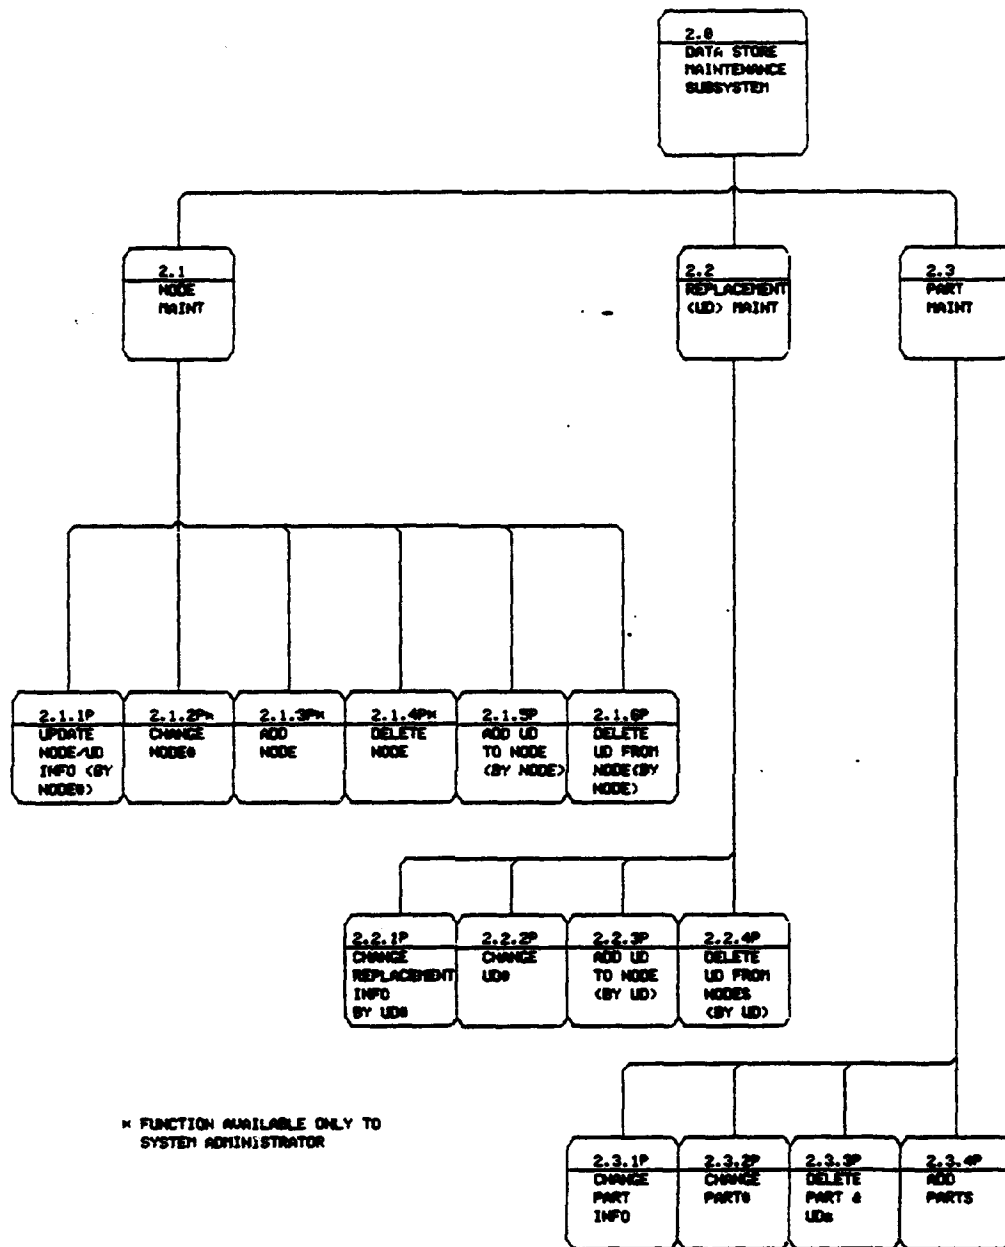 2.0
DATA STORE
MAINTENANCE
SUBSYSTEM
2.1
NODE
MAINT
2.2
REPLACEMENT
(UD) MAINT
2.3
PART
MAINT
2.1.1P
UPDATE
NODE/UD
INFO (BY
NODE#)
2.1.2P*
CHANGE
NODE#
2.1.3P*
ADD
NODE
2.1.4P*
DELETE
NODE
2.1.5P
ADD UD
TO NODE
(BY NODE)
2.1.6P
DELETE
UD FROM
NODE(BY
NODE)
2.2.1P
CHANGE
REPLACEMENT
INFO
BY UD#
2.2.2P
CHANGE
UD#
2.2.3P
ADD UD
TO NODE
(BY UD)
2.2.4P
DELETE
UD FROM
NODES
(BY UD)
* FUNCTION AVAILABLE ONLY TO
SYSTEM ADMINISTRATOR
2.3.1P
CHANGE
PART
INFO
2.3.2P
CHANGE
PART#
2.3.3P
DELETE
PART &
UDs
2.3.4P
ADD
PARTS